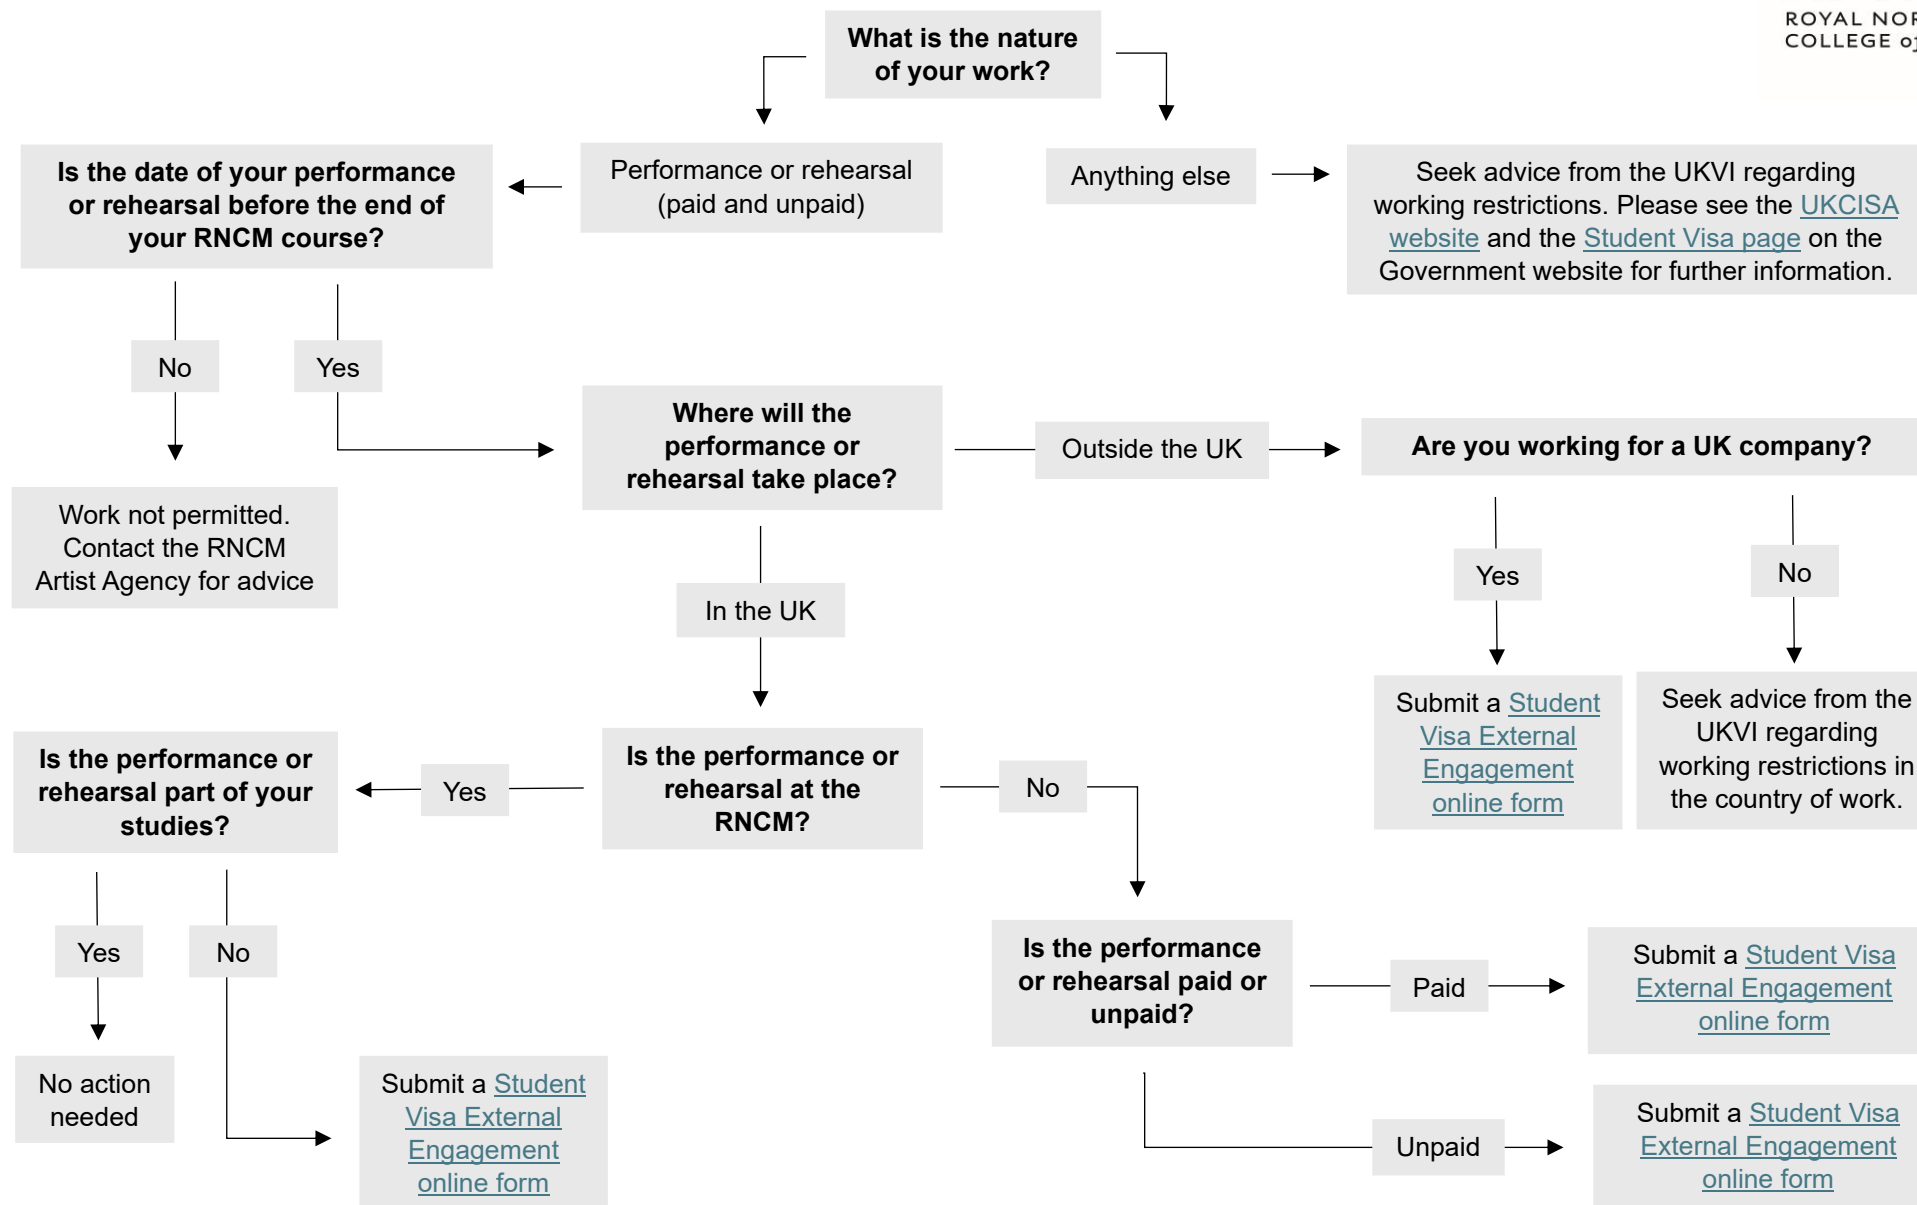 ROYAL NOR
COLLEGE of
What is the nature
of your work?
Performance or rehearsal
(paid and unpaid)
Anything else
Seek advice from the UKVI regarding
working restrictions. Please see the UKCISA
website and the Student Visa page on the
Government website for further information.
Is the date of your performance
or rehearsal before the end of
your RNCM course?
No
Yes
Work not permitted.
Contact the RNCM
Artist Agency for advice
Where will the
performance or
rehearsal take place?
Outside the UK
Are you working for a UK company?
Yes
No
Submit a Student
Visa External
Engagement
online form
Seek advice from the
UKVI regarding
working restrictions in
the country of work.
In the UK
Is the performance or
rehearsal at the
RNCM?
Yes
No
Is the performance or
rehearsal part of your
studies?
Yes
No
No action
needed
Submit a Student
Visa External
Engagement
online form
Is the performance
or rehearsal paid or
unpaid?
Paid
Submit a Student Visa
External Engagement
online form
Unpaid
Submit a Student Visa
External Engagement
online form